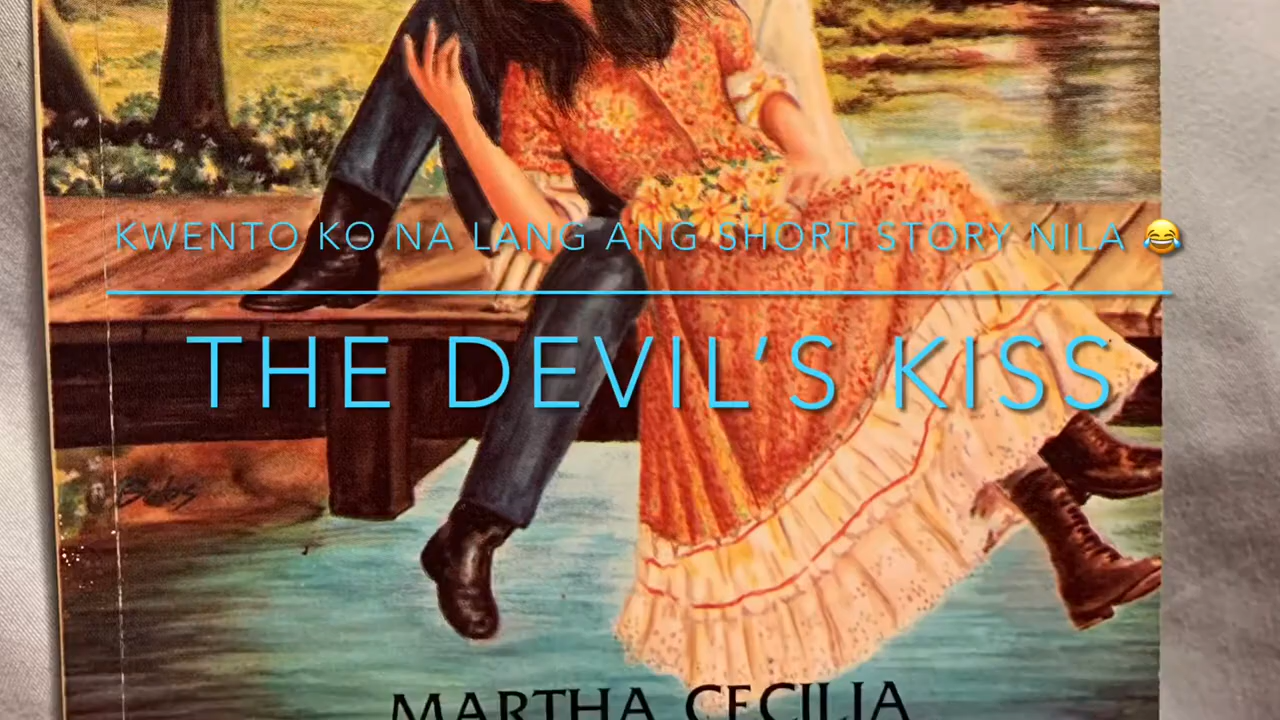 KWENTO KO NA LANG ANG SHORT STORY NILA 😂
THE DEVIL'S KISS
MARTHA CECILIA